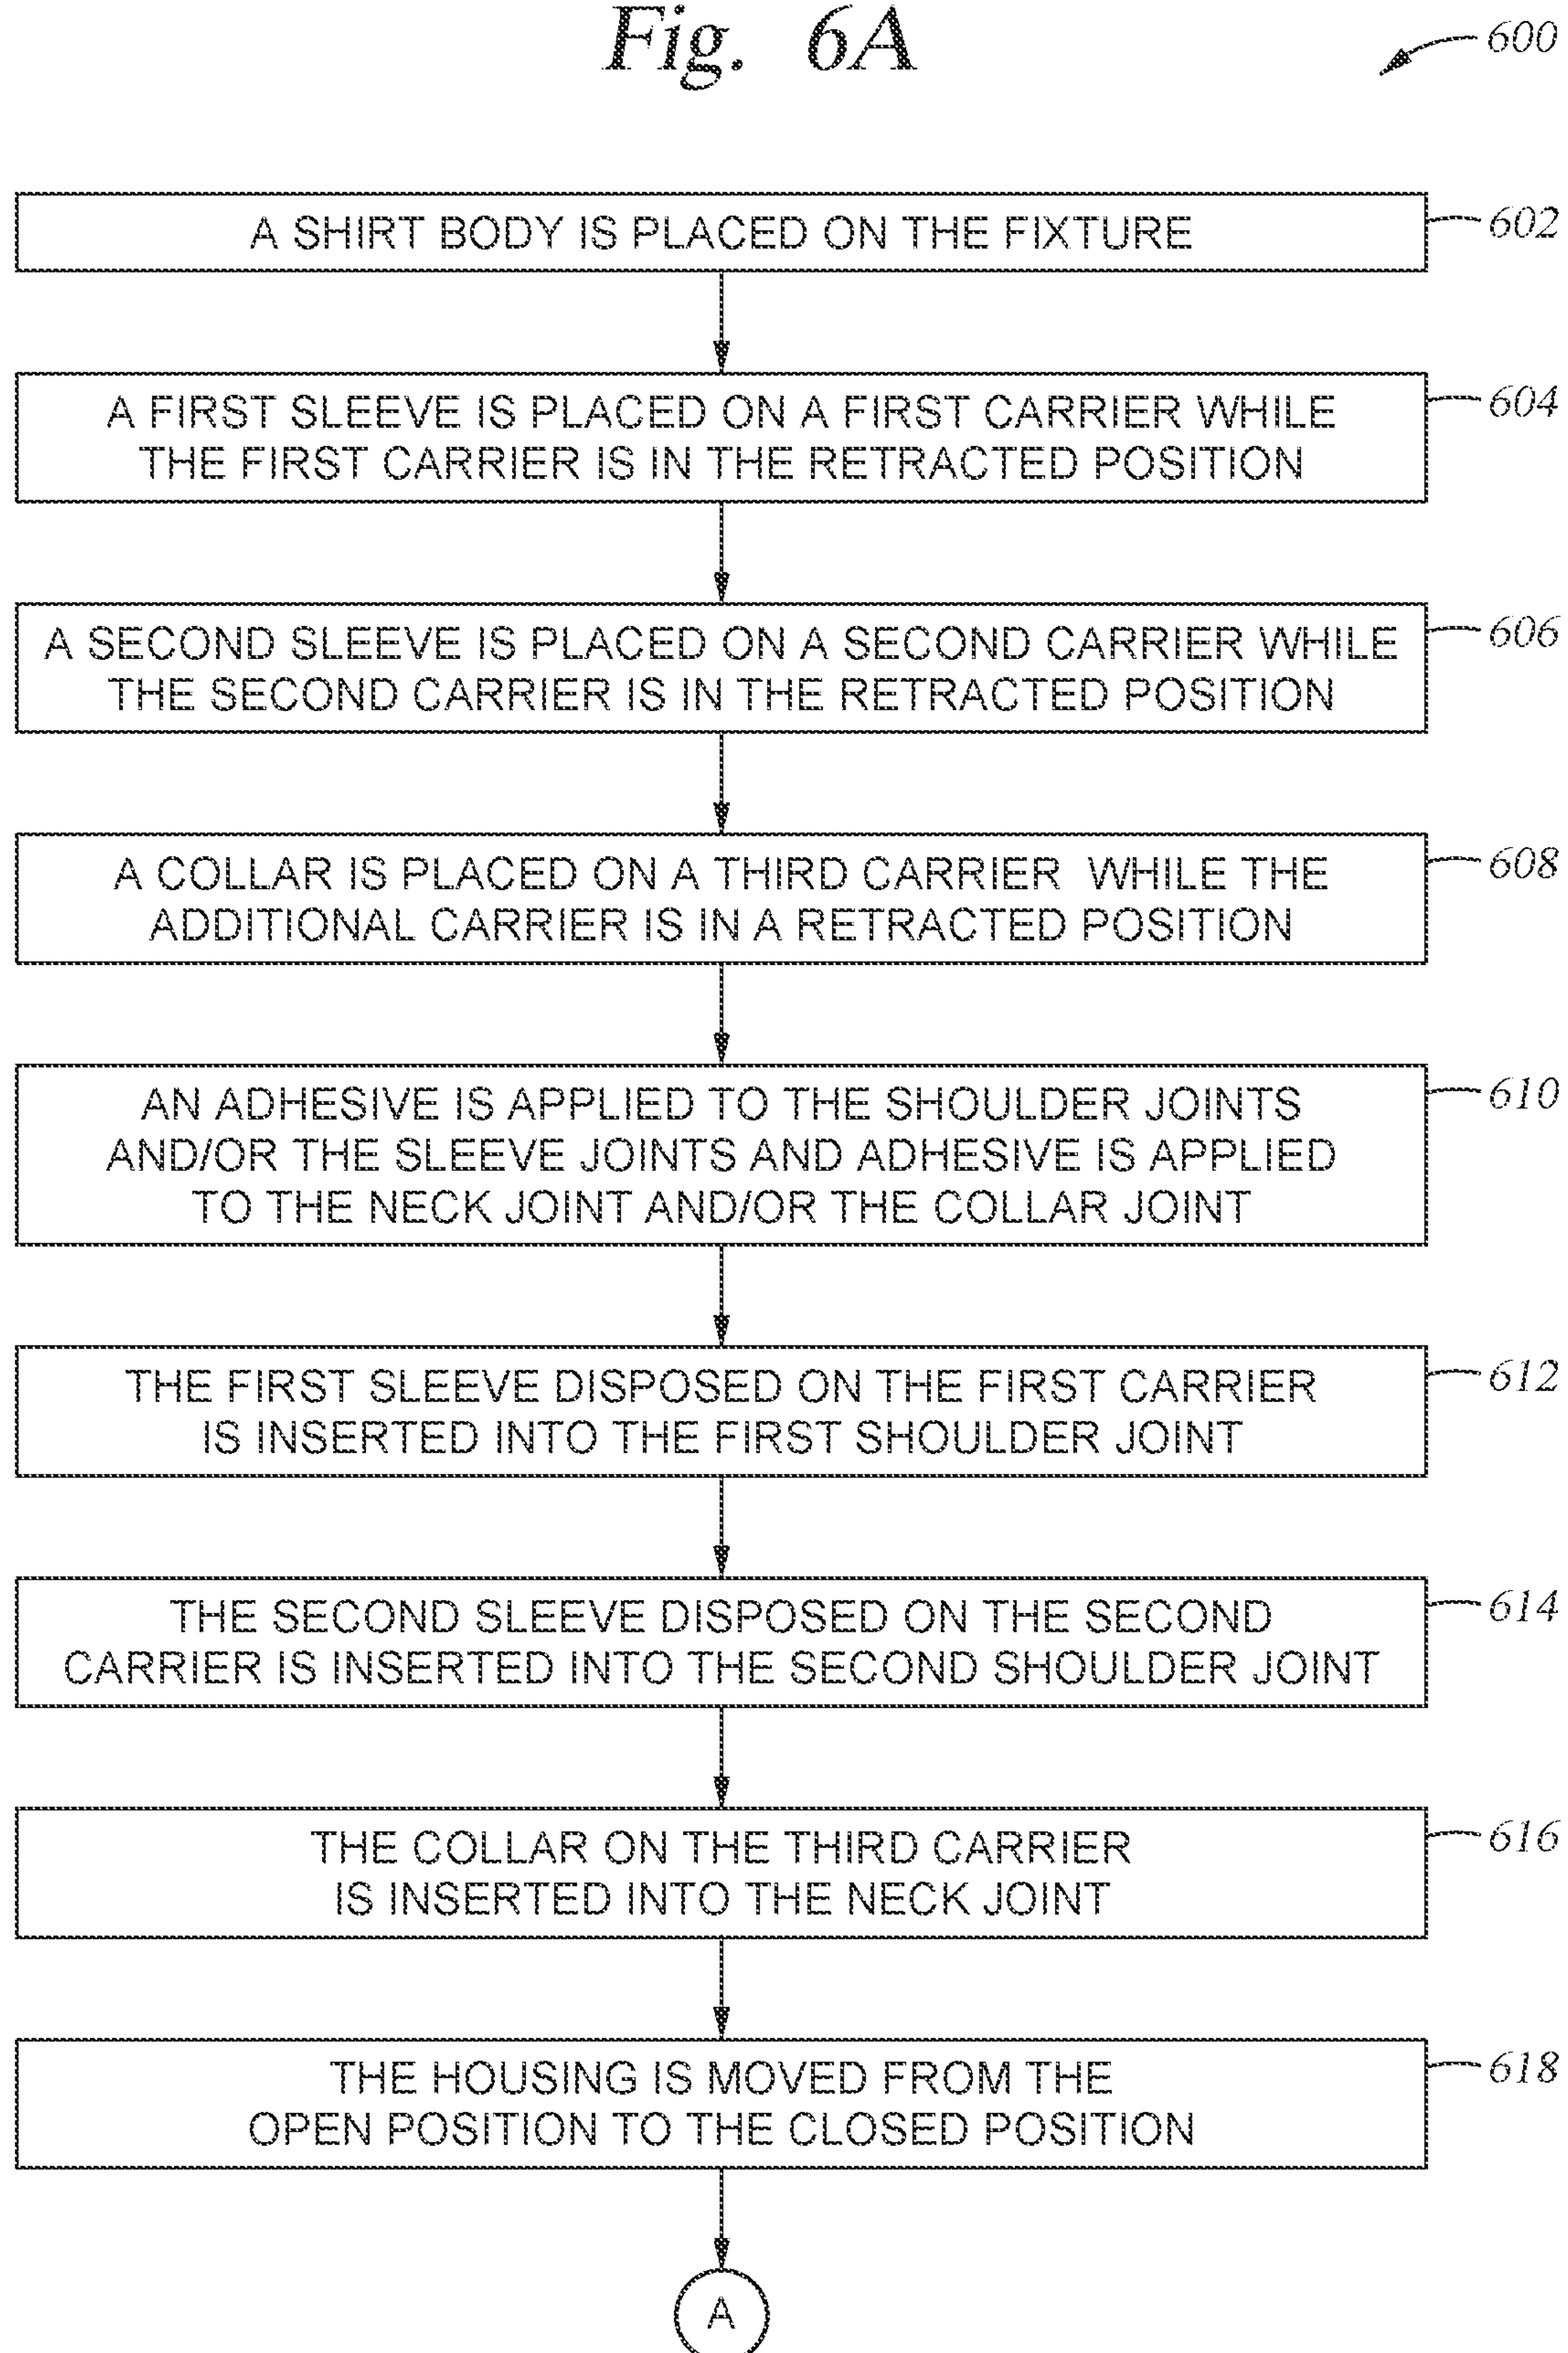 Fig. 6A
600
A SHIRT BODY IS PLACED ON THE FIXTURE
602
A FIRST SLEEVE IS PLACED ON A FIRST CARRIER WHILE
THE FIRST CARRIER IS IN THE RETRACTED POSITION
604
A SECOND SLEEVE IS PLACED ON A SECOND CARRIER WHILE
THE SECOND CARRIER IS IN THE RETRACTED POSITION
606
A COLLAR IS PLACED ON A THIRD CARRIER WHILE THE
ADDITIONAL CARRIER IS IN A RETRACTED POSITION
608
AN ADHESIVE IS APPLIED TO THE SHOULDER JOINTS
AND/OR THE SLEEVE JOINTS AND ADHESIVE IS APPLIED
TO THE NECK JOINT AND/OR THE COLLAR JOINT
610
THE FIRST SLEEVE DISPOSED ON THE FIRST CARRIER
IS INSERTED INTO THE FIRST SHOULDER JOINT
612
THE SECOND SLEEVE DISPOSED ON THE SECOND
CARRIER IS INSERTED INTO THE SECOND SHOULDER JOINT
614
THE COLLAR ON THE THIRD CARRIER
IS INSERTED INTO THE NECK JOINT
616
THE HOUSING IS MOVED FROM THE
OPEN POSITION TO THE CLOSED POSITION
618
A